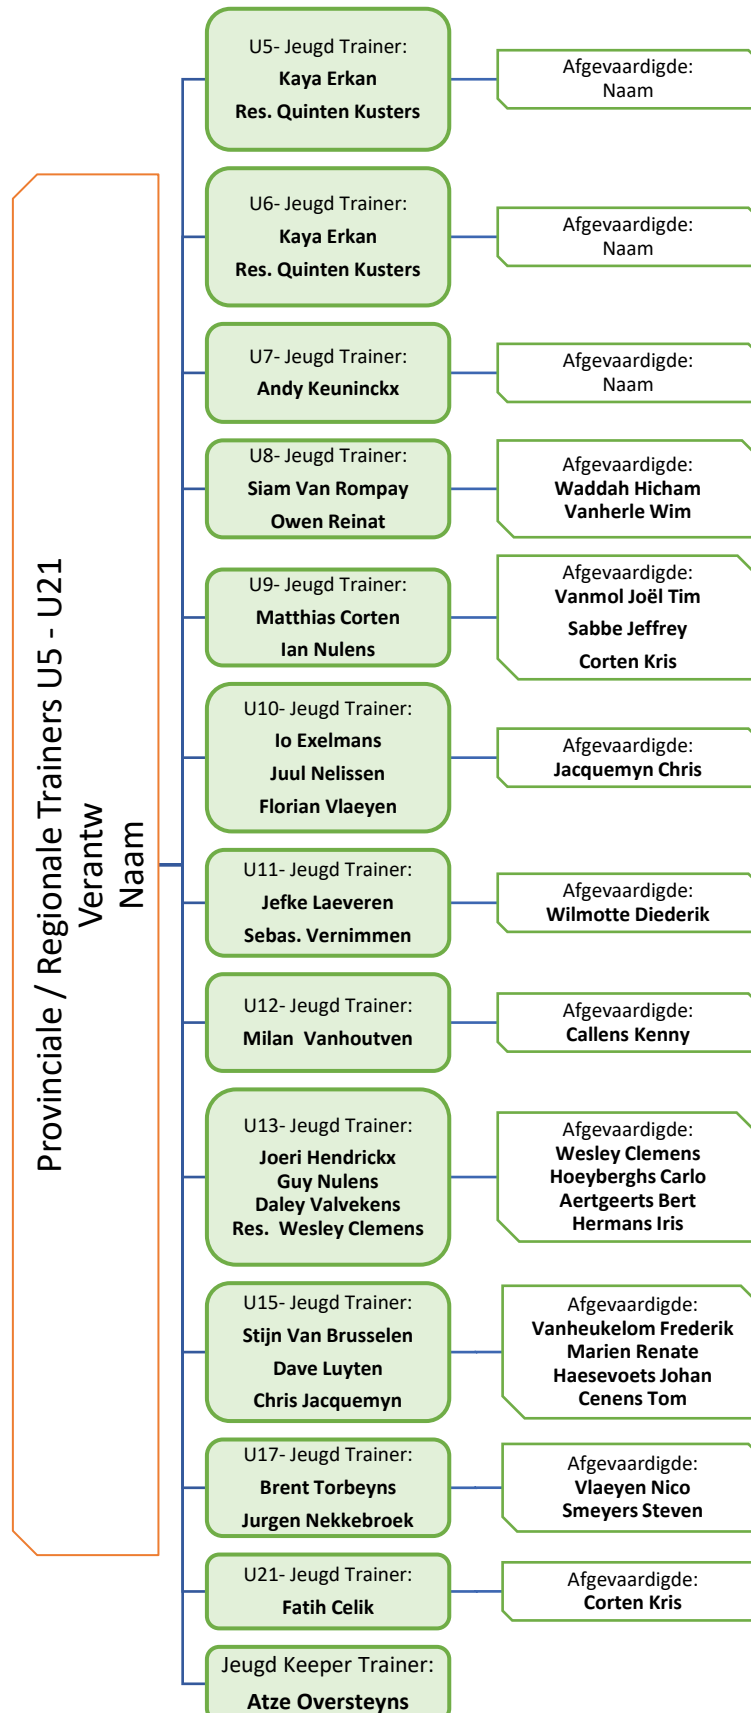 Provinciale / Regionale Trainers U5 - U21
Verantw
Naam
U5- Jeugd Trainer:
Kaya Erkan
Res. Quinten Kusters
Afgevaardigde:
Naam
U6- Jeugd Trainer:
Kaya Erkan
Res. Quinten Kusters
Afgevaardigde:
Naam
U7- Jeugd Trainer:
Andy Keuninckx
Afgevaardigde:
Naam
U8- Jeugd Trainer:
Siam Van Rompay
Owen Reinat
Afgevaardigde:
Waddah Hicham
Vanherle Wim
U9- Jeugd Trainer:
Matthias Corten
Ian Nulens
Afgevaardigde:
Vanmol Joël Tim
Sabbe Jeffrey
Corten Kris
U10- Jeugd Trainer:
Io Exelmans
Juul Nelissen
Florian Vlaeyen
Afgevaardigde:
Jacquemyn Chris
U11- Jeugd Trainer:
Jefke Laeveren
Sebas. Vernimmen
Afgevaardigde:
Wilmotte Diederik
U12- Jeugd Trainer:
Milan  Vanhoutven
Afgevaardigde:
Callens Kenny
U13- Jeugd Trainer:
Joeri Hendrickx
Guy Nulens
Daley Valvekens
Res.  Wesley Clemens
Afgevaardigde:
Wesley Clemens
Hoeyberghs Carlo
Aertgeerts Bert
Hermans Iris
U15- Jeugd Trainer:
Stijn Van Brusselen
Dave Luyten
Chris Jacquemyn
Afgevaardigde:
Vanheukelom Frederik
Marien Renate
Haesevoets Johan
Cenens Tom
U17- Jeugd Trainer:
Brent Torbeyns
Jurgen Nekkebroek
Afgevaardigde:
Vlaeyen Nico
Smeyers Steven
U21- Jeugd Trainer:
Fatih Celik
Afgevaardigde:
Corten Kris
Jeugd Keeper Trainer:
Atze Oversteyns